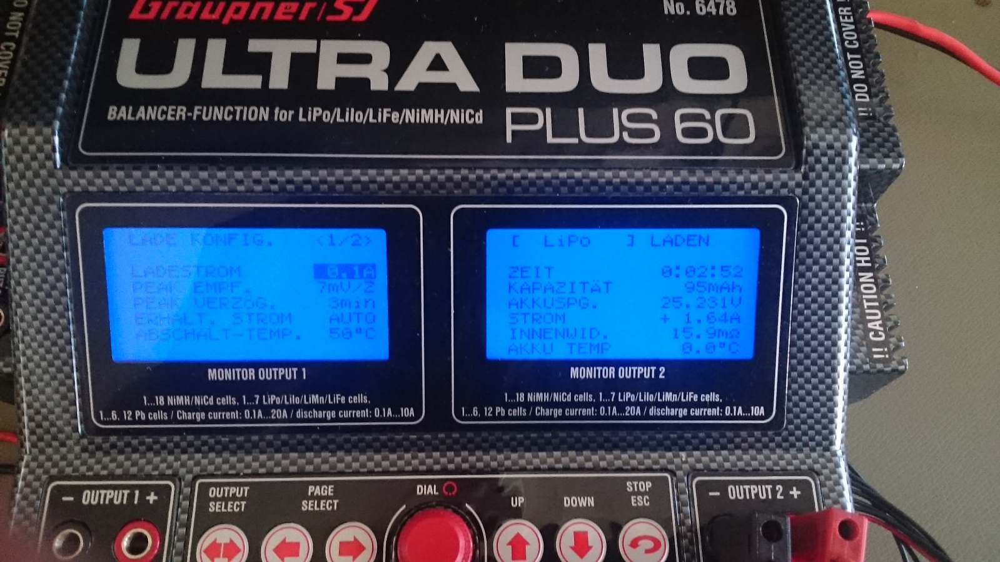 Graupner/SJ
No. 6478
ULTRA DUO
PLUS 60
BALANCER-FUNCTION for LiPo/LiIo/LiFe/NiMH/NiCd
!! DO NOT COVER !!
!! CAUTION HOT !!
O NOT COVER
LADE KONFIG. <1/2>
LADESTROM 0.1A
PEAK EMPF. 7mV/Z
PEAK VERZÖG. 3min
ERHALT. STROM AUTO
ABSCHALT-TEMP. 50°C
MONITOR OUTPUT 1
1...18 NiMH/NiCd cells, 1...7 LiPo/LiIo/LiMn/LiFe cells,
1...6, 12 Pb cells / Charge current: 0.1A...20A / discharge current: 0.1A...10A
[ LiPo ] LADEN
ZEIT 0:02:52
KAPAZITÄT 95mAh
AKKUSPG. 25.231V
STROM + 1.64A
INNENWID. 15.9mΩ
AKKU TEMP 0.0°C
MONITOR OUTPUT 2
1...18 NiMH/NiCd cells, 1...7 LiPo/LiIo/LiMn/LiFe cells,
1...6, 12 Pb cells / Charge current: 0.1A...20A / discharge current: 0.1A...10A
- OUTPUT 1 +
OUTPUT SELECT
PAGE SELECT
DIAL
UP
DOWN
STOP ESC
- OUTPUT 2 +